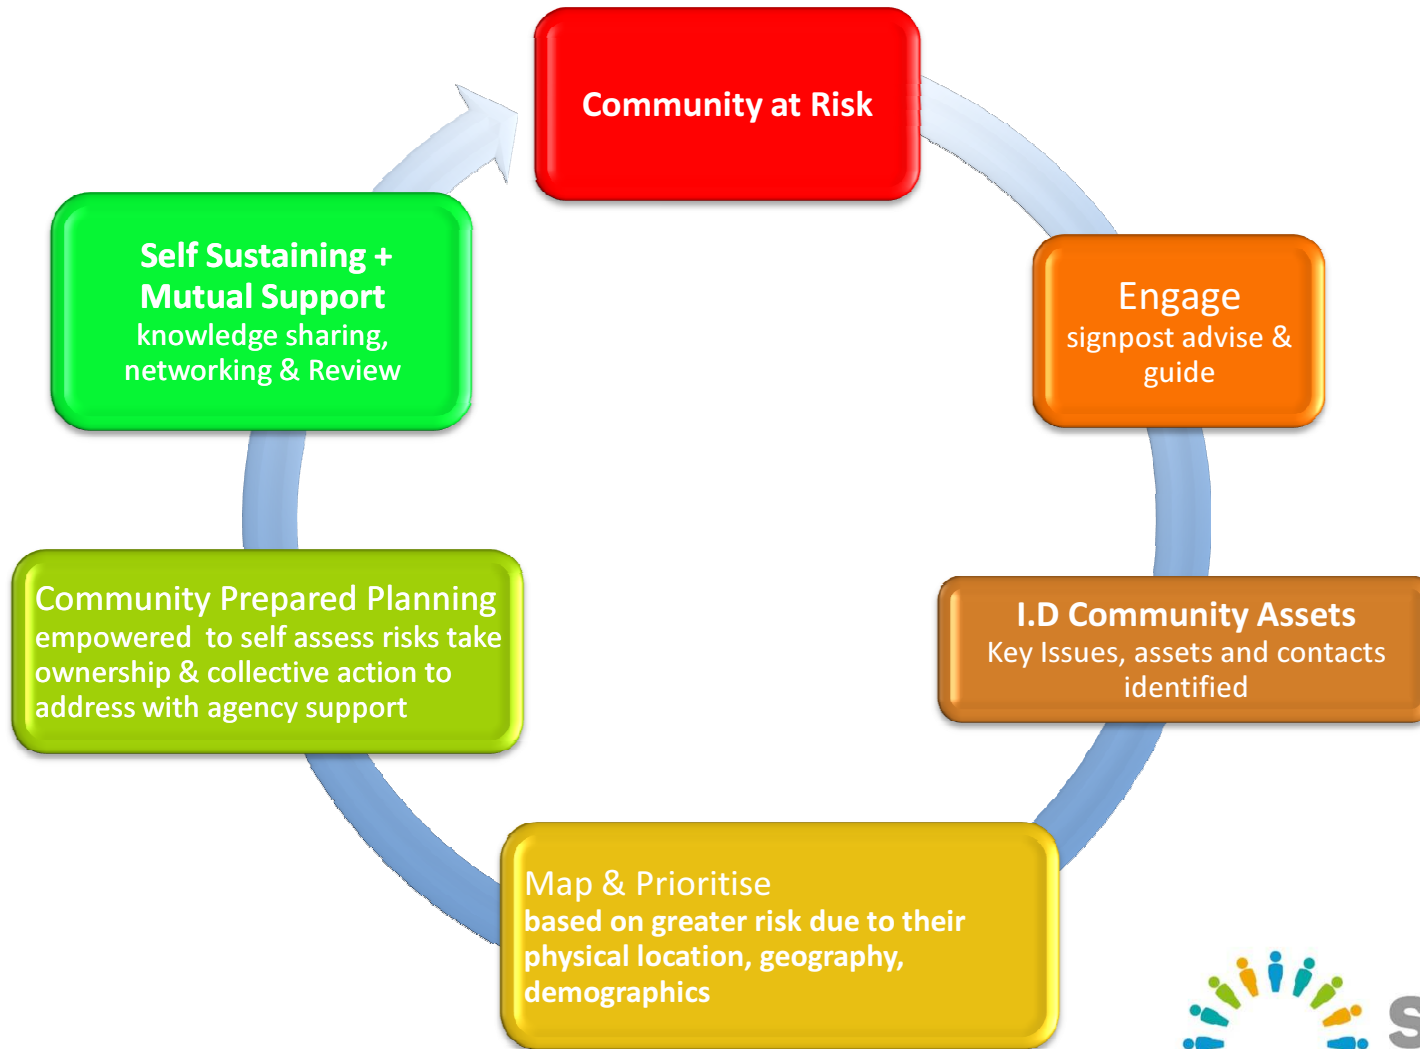 Community at Risk
Engage
signpost advise &
guide
I.D Community Assets
Key Issues, assets and contacts
identified
Map & Prioritise
based on greater risk due to their
physical location, geography,
demographics
Community Prepared Planning
empowered to self assess risks take
ownership & collective action to
address with agency support
Self Sustaining +
Mutual Support
knowledge sharing,
networking & Review
S